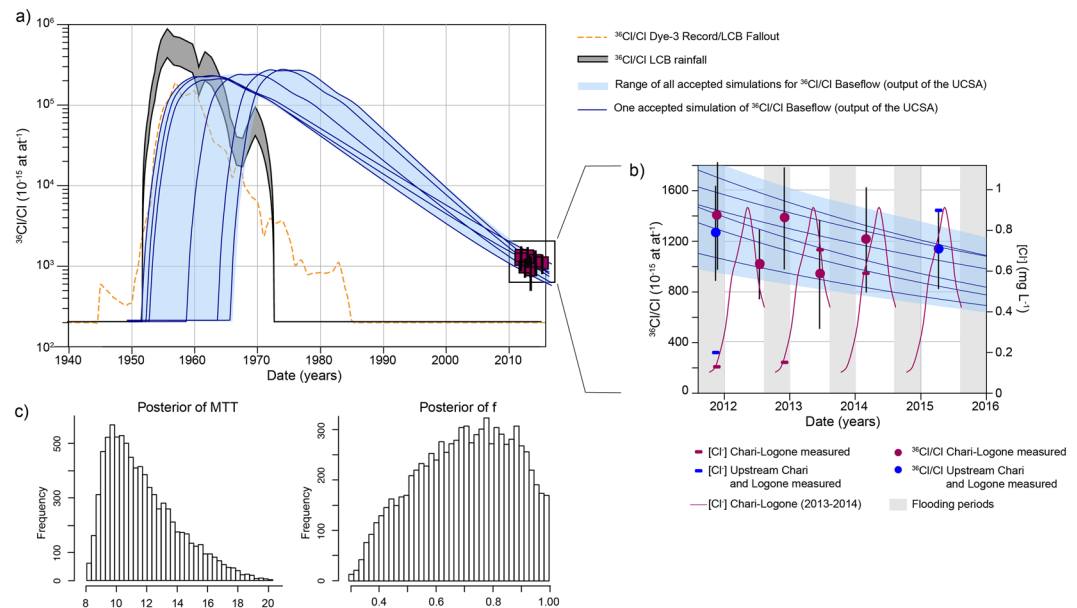 a)
10⁶
10⁵
10⁴
10³
10²
³⁶Cl/Cl (10⁻¹⁵ at at⁻¹)
1940 1950 1960 1970 1980 1990 2000 2010
Date (years)
³⁶Cl/Cl Dye-3 Record/LCB Fallout
³⁶Cl/Cl LCB rainfall
Range of all accepted simulations for ³⁶Cl/Cl Baseflow (output of the UCSA)
One accepted simulation of ³⁶Cl/Cl Baseflow (output of the UCSA)
b)
1600
1200
800
400
0
³⁶Cl/Cl (10⁻¹⁵ at at⁻¹)
1
0.8
0.6
0.4
0.2
0
[Cl⁻] (mg L⁻¹)
2012 2013 2014 2015 2016
Date (years)
[Cl⁻] Chari-Logone measured
[Cl⁻] Upstream Chari
and Logone measured
[Cl⁻] Chari-Logone (2013-2014)
³⁶Cl/Cl Chari-Logone measured
³⁶Cl/Cl Upstream Chari
and Logone measured
Flooding periods
c)
Posterior of MTT
Frequency
500
300
100
0
8 10 12 14 16 18 20
Posterior of f
Frequency
300
200
100
0
0.4 0.6 0.8 1.00